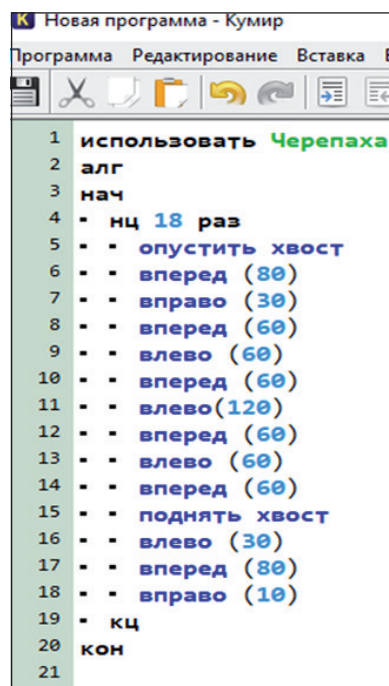 Новая программа - Кумир
Программа Редактирование Вставка
1 использовать Черепаха
2 алг
3 нач
4 ▪ нц 18 раз
5 ▪ ▪ опустить хвост
6 ▪ ▪ вперед (80)
7 ▪ ▪ вправо (30)
8 ▪ ▪ вперед (60)
9 ▪ ▪ влево (60)
10 ▪ ▪ вперед (60)
11 ▪ ▪ влево(120)
12 ▪ ▪ вперед (60)
13 ▪ ▪ влево (60)
14 ▪ ▪ вперед (60)
15 ▪ ▪ поднять хвост
16 ▪ ▪ влево (30)
17 ▪ ▪ вперед (80)
18 ▪ ▪ вправо (10)
19 ▪ кц
20 кон
21